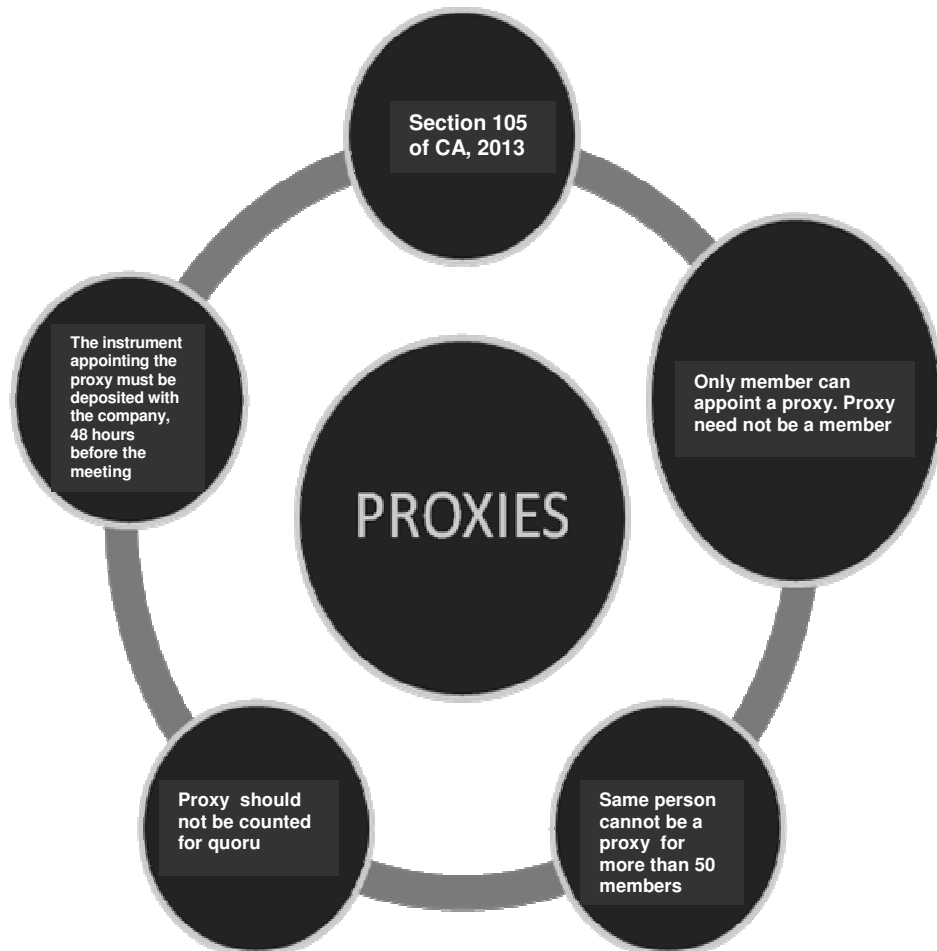 Section 105
of CA, 2013
Only member can
appoint a proxy. Proxy
need not be a member
Same person
cannot be a
proxy for
more than 50
members
Proxy should
not be counted
for quoru
The instrument
appointing the
proxy must be
deposited with
the company,
48 hours
before the
meeting
PROXIES